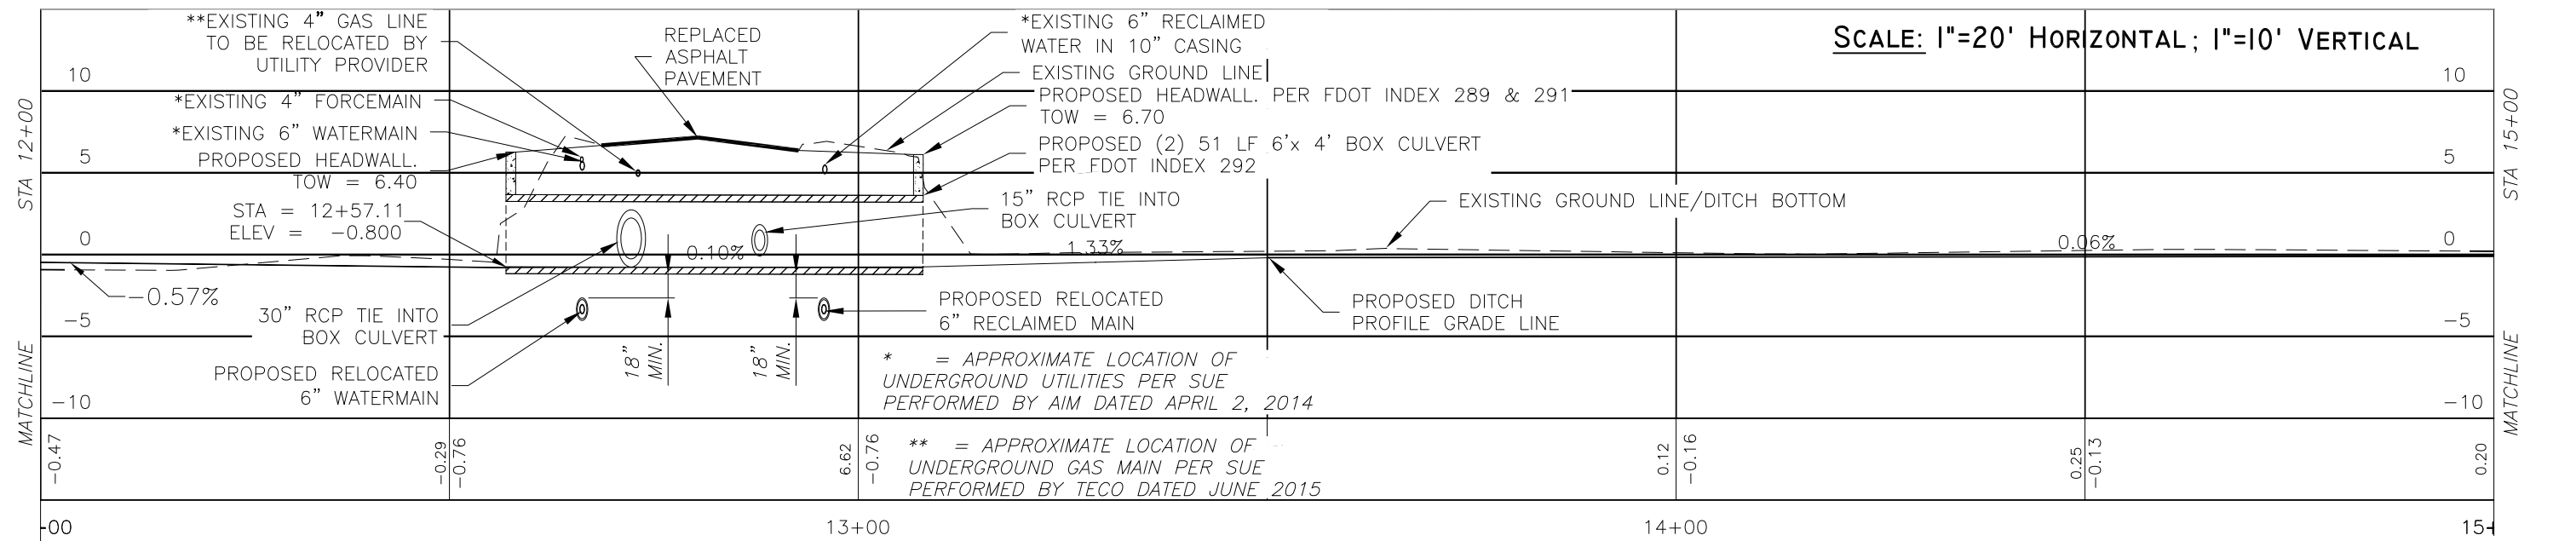 **EXISTING 4" GAS LINE
TO BE RELOCATED BY
UTILITY PROVIDER
REPLACED
ASPHALT
PAVEMENT
*EXISTING 6" RECLAIMED
WATER IN 10" CASING
SCALE: 1"=20' HORIZONTAL; 1"=10' VERTICAL
EXISTING GROUND LINE
10
10
*EXISTING 4" FORCEMAIN
PROPOSED HEADWALL. PER FDOT INDEX 289 & 291
TOW = 6.70
*EXISTING 6" WATERMAIN
PROPOSED (2) 51 LF 6'x 4' BOX CULVERT
PER FDOT INDEX 292
PROPOSED HEADWALL.
TOW = 6.40
5
5
STA 12+00
STA 15+00
STA = 12+57.11
ELEV = -0.800
15" RCP TIE INTO
BOX CULVERT
EXISTING GROUND LINE/DITCH BOTTOM
0
0
0.10%
1.33%
0.06%
-0.57%
30" RCP TIE INTO
BOX CULVERT
PROPOSED RELOCATED
6" RECLAIMED MAIN
PROPOSED DITCH
PROFILE GRADE LINE
-5
-5
18"
MIN.
18"
MIN.
PROPOSED RELOCATED
6" WATERMAIN
* = APPROXIMATE LOCATION OF
UNDERGROUND UTILITIES PER SUE
PERFORMED BY AIM DATED APRIL 2, 2014
MATCHLINE
MATCHLINE
-10
-10
** = APPROXIMATE LOCATION OF
UNDERGROUND GAS MAIN PER SUE
PERFORMED BY TECO DATED JUNE 2015
-0.47
-0.29
-0.76
6.62
-0.76
0.12
-0.16
0.25
-0.13
0.20
+00
13+00
14+00
15+